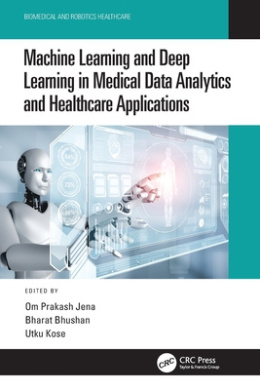 BIOMEDICAL AND ROBOTICS HEALTHCARE
Machine Learning and Deep
Learning in Medical Data Analytics
and Healthcare Applications
EDITED BY
Om Prakash Jena
Bharat Bhushan
Utku Kose
CRC
CRC Press
Taylor & Francis Group